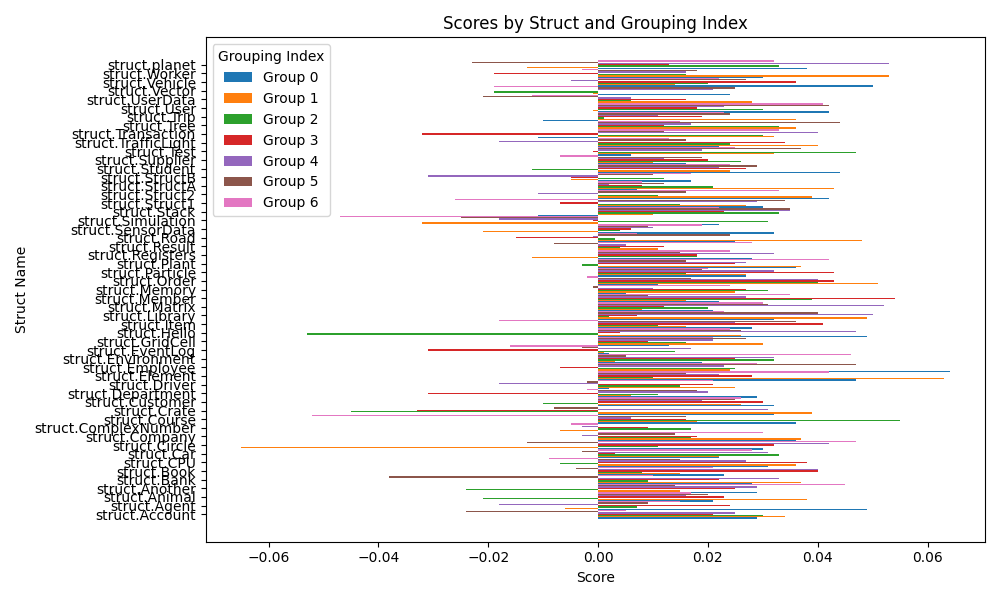 Scores by Struct and Grouping Index
Grouping Index
Group 0
Group 1
Group 2
Group 3
Group 4
Group 5
Group 6
Struct Name
struct.planet
struct.Worker
struct.Vehicle
struct.Vector
struct.UserData
struct.User
struct.Trip
struct.Tree
struct.Transaction
struct.TrafficLight
struct.Test
struct.Supplier
struct.Student
struct.StructB
struct.StructA
struct.Struct2
struct.Struct1
struct.Stack
struct.Simulation
struct.SensorData
struct.Road
struct.Result
struct.Registers
struct.Plant
struct.Particle
struct.Order
struct.Memory
struct.Member
struct.Matrix
struct.Library
struct.Item
struct.Hello
struct.GridCell
struct.EventLog
struct.Environment
struct.Employee
struct.Element
struct.Driver
struct.Department
struct.Customer
struct.Crate
struct.Course
struct.ComplexNumber
struct.Company
struct.Circle
struct.Car
struct.CPU
struct.Book
struct.Bank
struct.Another
struct.Animal
struct.Agent
struct.Account
−0.06 −0.04 −0.02 0.00 0.02 0.04 0.06
Score